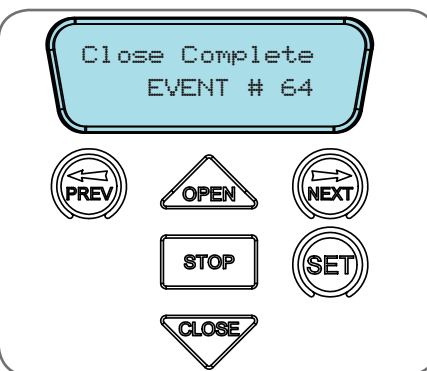 Close Complete
EVENT # 64
PREV
OPEN
NEXT
STOP
SET
CLOSE